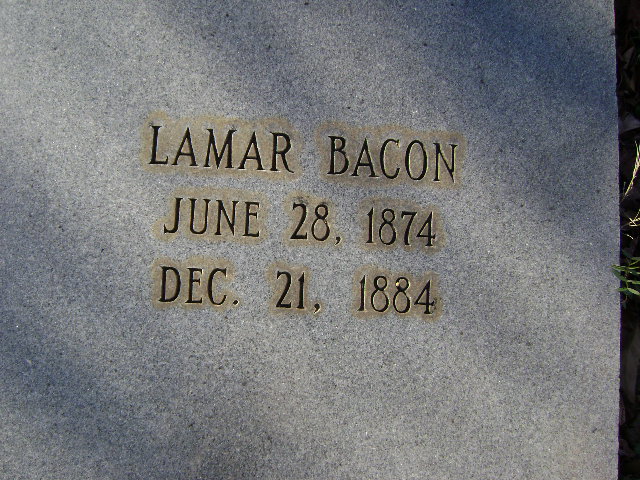 LAMAR BACON
JUNE 28, 1874
DEC. 21, 1884